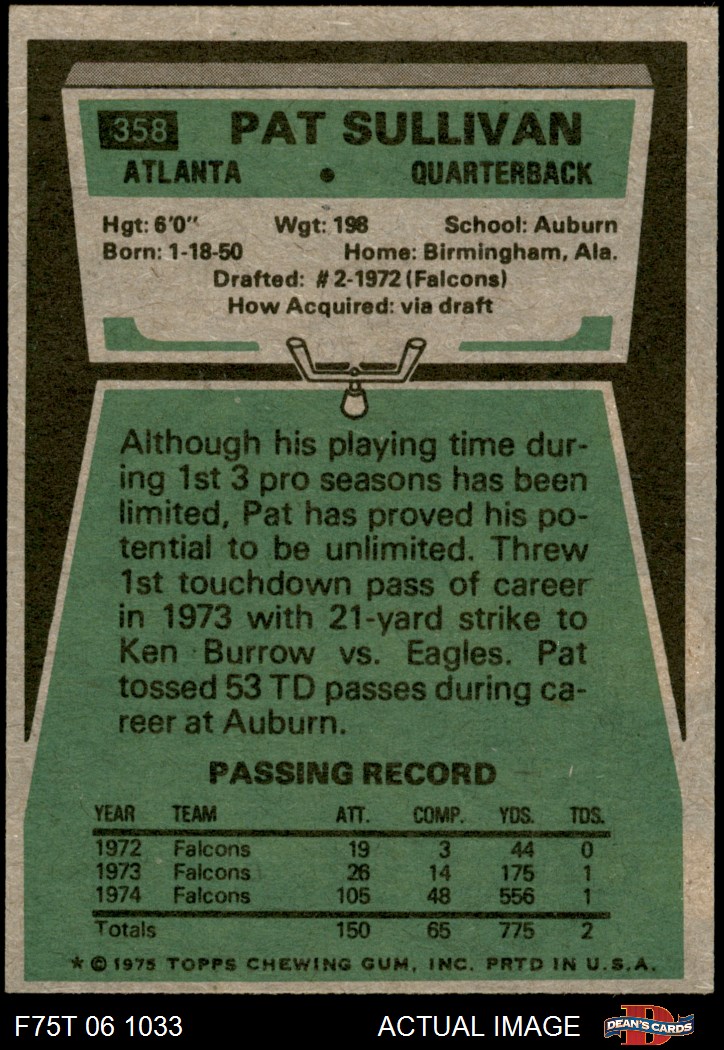 358 PAT SULLIVAN
ATLANTA • QUARTERBACK
Hgt: 6'0" Wgt: 198 School: Auburn
Born: 1-18-50 Home: Birmingham, Ala.
Drafted: #2-1972 (Falcons)
How Acquired: via draft
Although his playing time dur-
ing 1st 3 pro seasons has been
limited, Pat has proved his po-
tential to be unlimited. Threw
1st touchdown pass of career
in 1973 with 21-yard strike to
Ken Burrow vs. Eagles. Pat
tossed 53 TD passes during ca-
reer at Auburn.
PASSING RECORD
YEAR TEAM ATT. COMP. YDS. TDS.
1972 Falcons 19 3 44 0
1973 Falcons 26 14 175 1
1974 Falcons 105 48 556 1
Totals 150 65 775 2
* © 1975 TOPPS CHEWING GUM, INC. PRTD IN U.S.A.
F75T 06 1033 ACTUAL IMAGE D DEAN'S CARDS